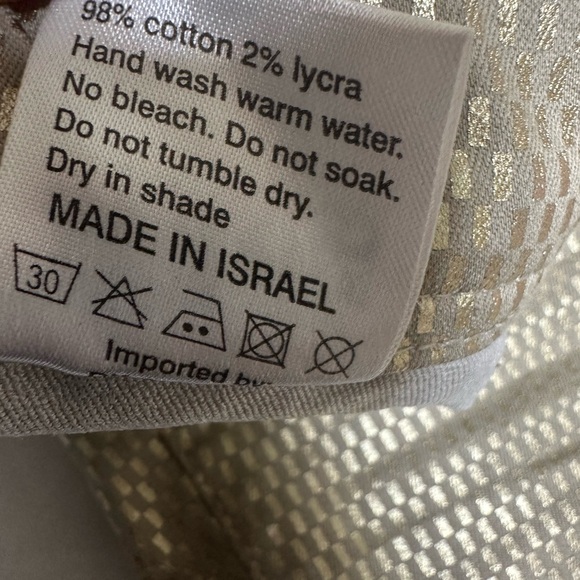 98% cotton 2% lycra
Hand wash warm water.
No bleach. Do not soak.
Do not tumble dry.
Dry in shade
MADE IN ISRAEL
30
Imported by